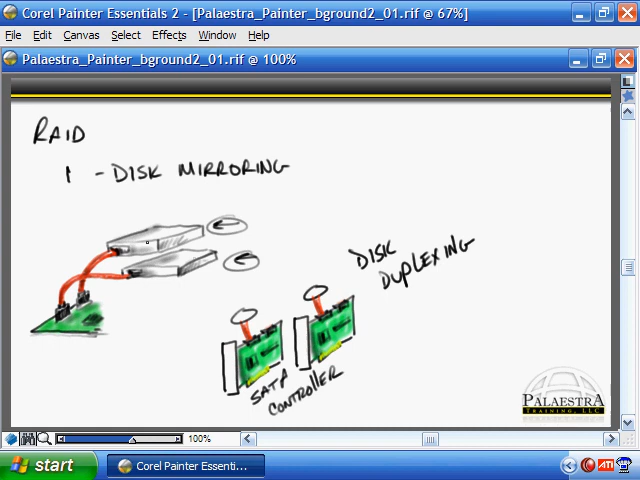 Corel Painter Essentials 2 - [Palaestra_Painter_bground2_01.rif @ 67%]
File Edit Canvas Select Effects Window Help
Palaestra_Painter_bground2_01.rif @ 100%
RAID
1 - DISK MIRRORING
DISK
DUPLEXING
SATA
CONTROLLER
PALAESTRA
TRAINING, LLC
100%
start
Corel Painter Essenti...
ATI